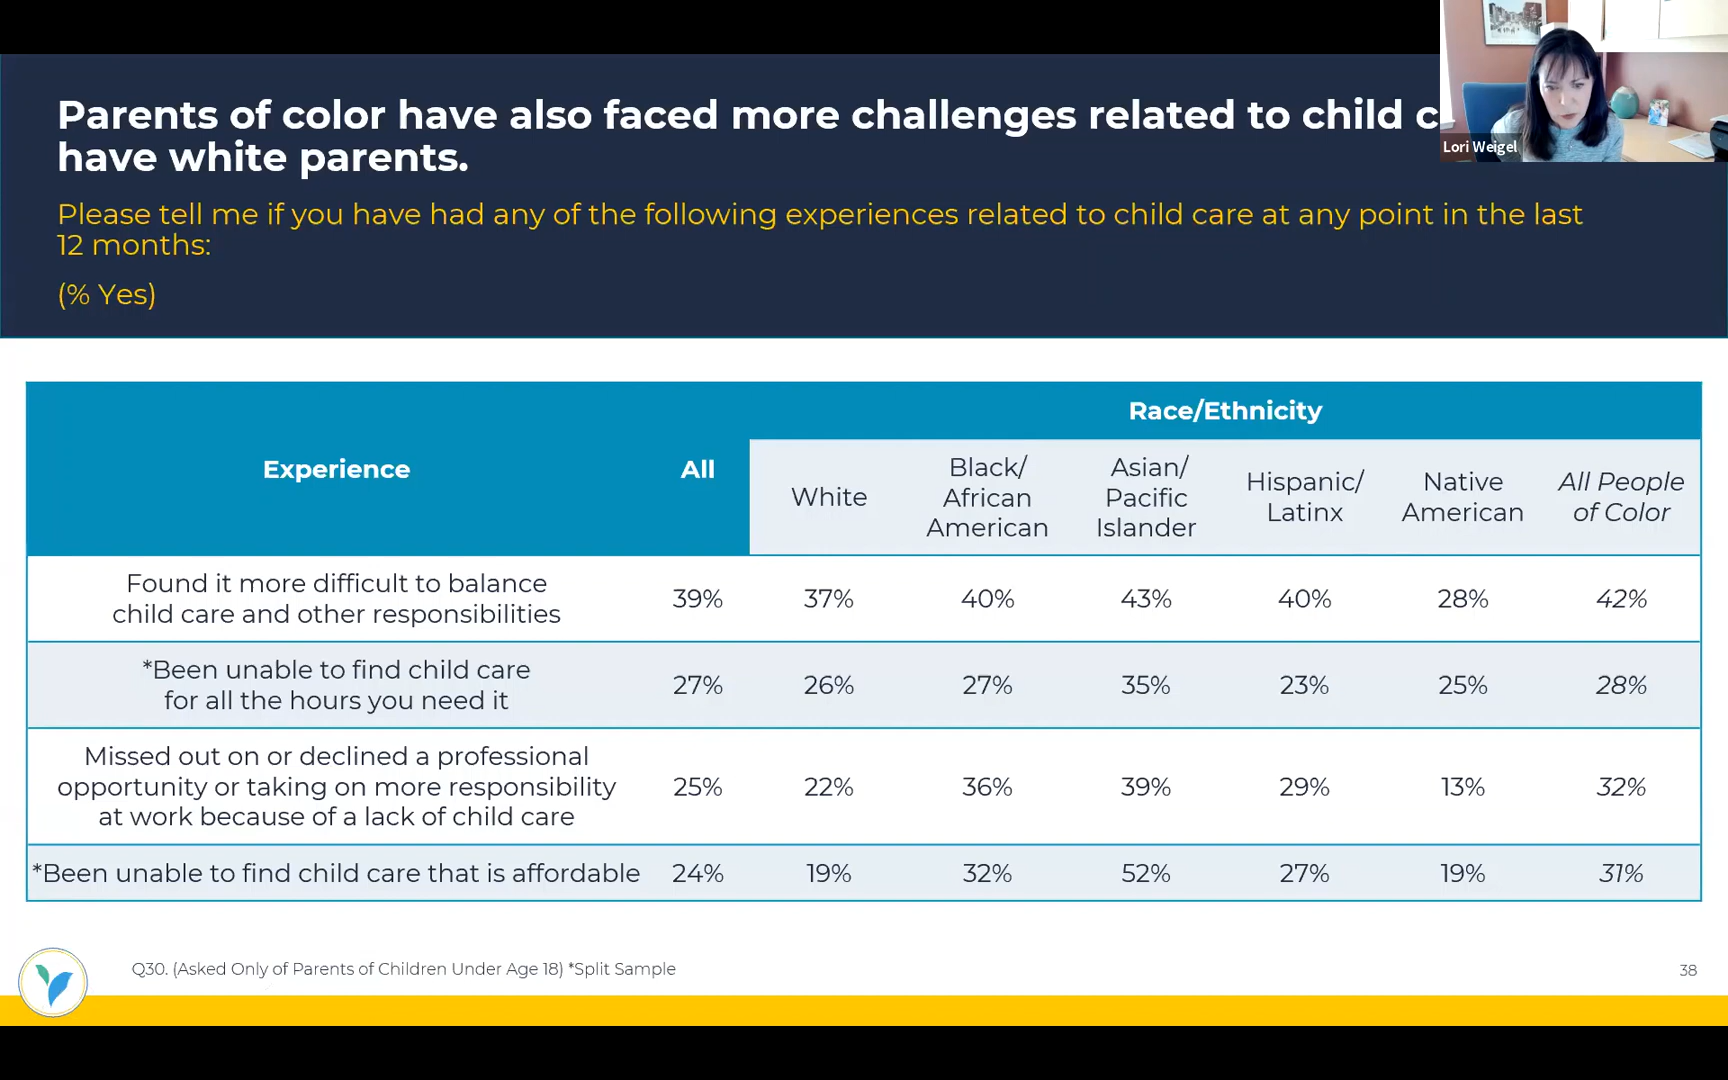 Parents of color have also faced more challenges related to child
have white parents.
Please tell me if you have had any of the following experiences related to child care at any point in the last
12 months:
(% Yes)
Lori Weigel
Race/Ethnicity
Experience
All
White
Black/
African
American
Asian/
Pacific
Islander
Hispanic/
Latinx
Native
American
All People
of Color
Found it more difficult to balance
child care and other responsibilities
39% 37% 40% 43% 40% 28% 42%
*Been unable to find child care
for all the hours you need it
27% 26% 27% 35% 23% 25% 28%
Missed out on or declined a professional
opportunity or taking on more responsibility
at work because of a lack of child care
25% 22% 36% 39% 29% 13% 32%
*Been unable to find child care that is affordable 24% 19% 32% 52% 27% 19% 31%
Q30. (Asked Only of Parents of Children Under Age 18) *Split Sample
38